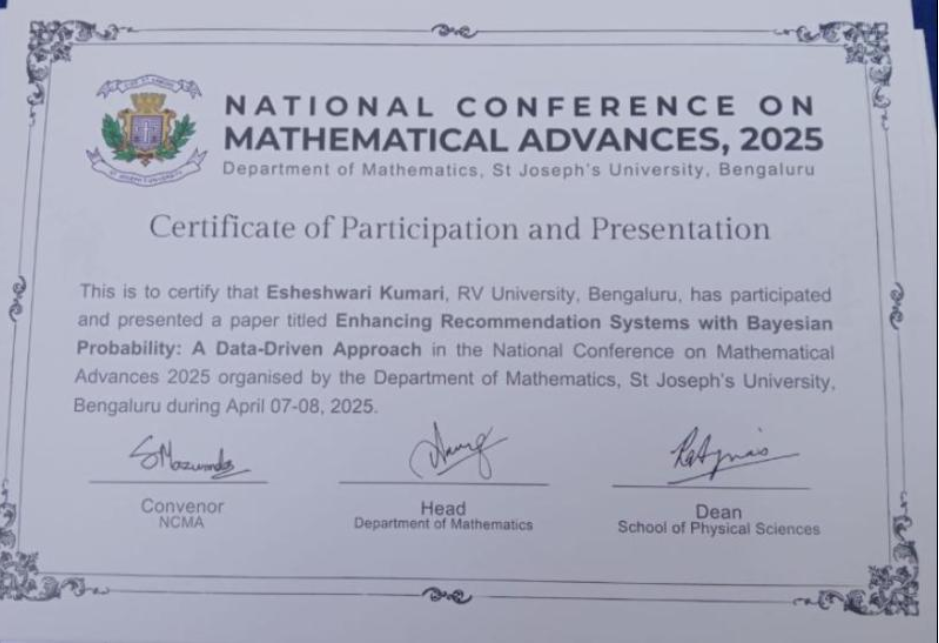 NATIONAL CONFERENCE ON
MATHEMATICAL ADVANCES, 2025
Department of Mathematics, St Joseph's University, Bengaluru
Certificate of Participation and Presentation
This is to certify that Esheshwari Kumari, RV University, Bengaluru, has participated
and presented a paper titled Enhancing Recommendation Systems with Bayesian
Probability: A Data-Driven Approach in the National Conference on Mathematical
Advances 2025 organised by the Department of Mathematics, St Joseph's University,
Bengaluru during April 07-08, 2025.
Convenor
NCMA
Head
Department of Mathematics
Dean
School of Physical Sciences